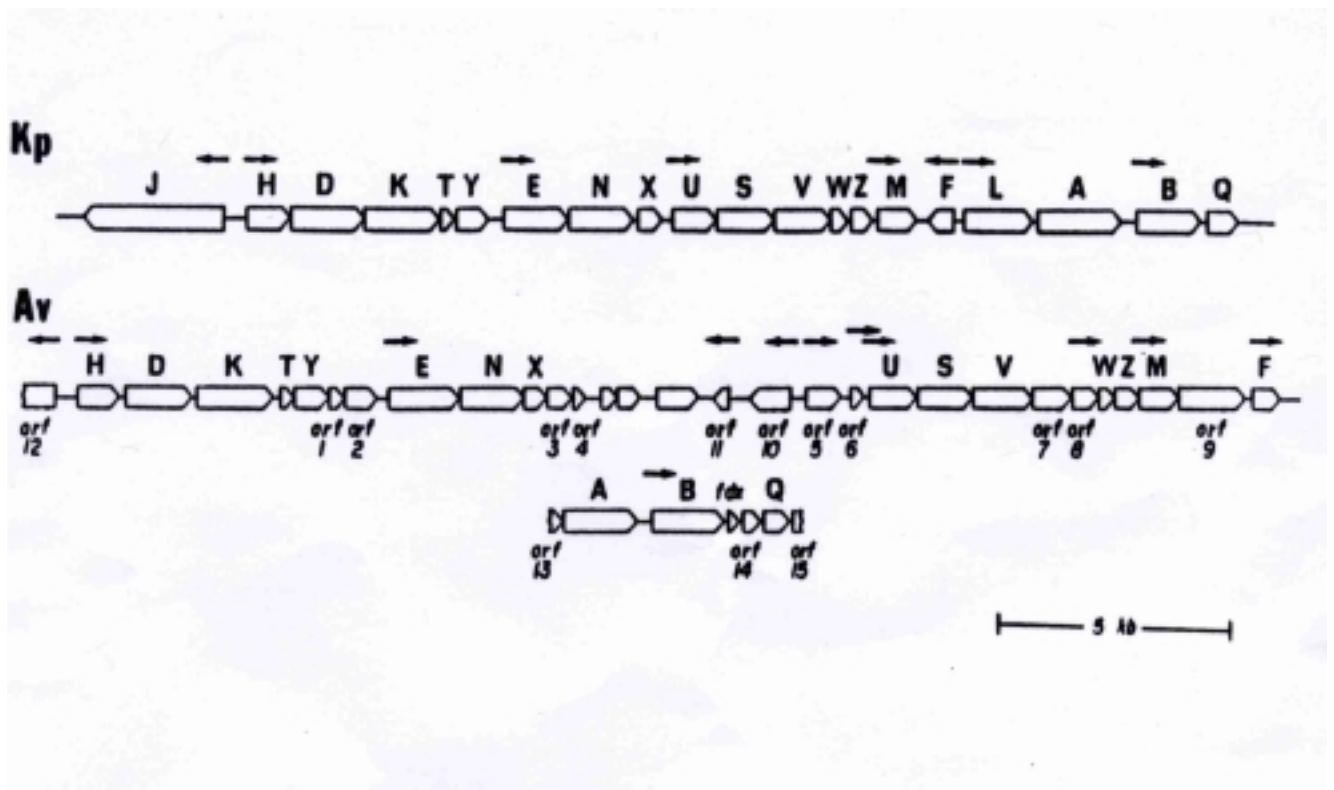 Kp
J H D K T Y E N X U S V W Z M F L A B Q
Av
H D K T Y E N X U S V W Z M F
orf 12 orf 1 orf 2 orf 3 orf 4 orf 11 orf 10 orf 5 orf 6 orf 7 orf 8 orf 9
A B fdx Q
orf 13 orf 14 orf 15
5 kb